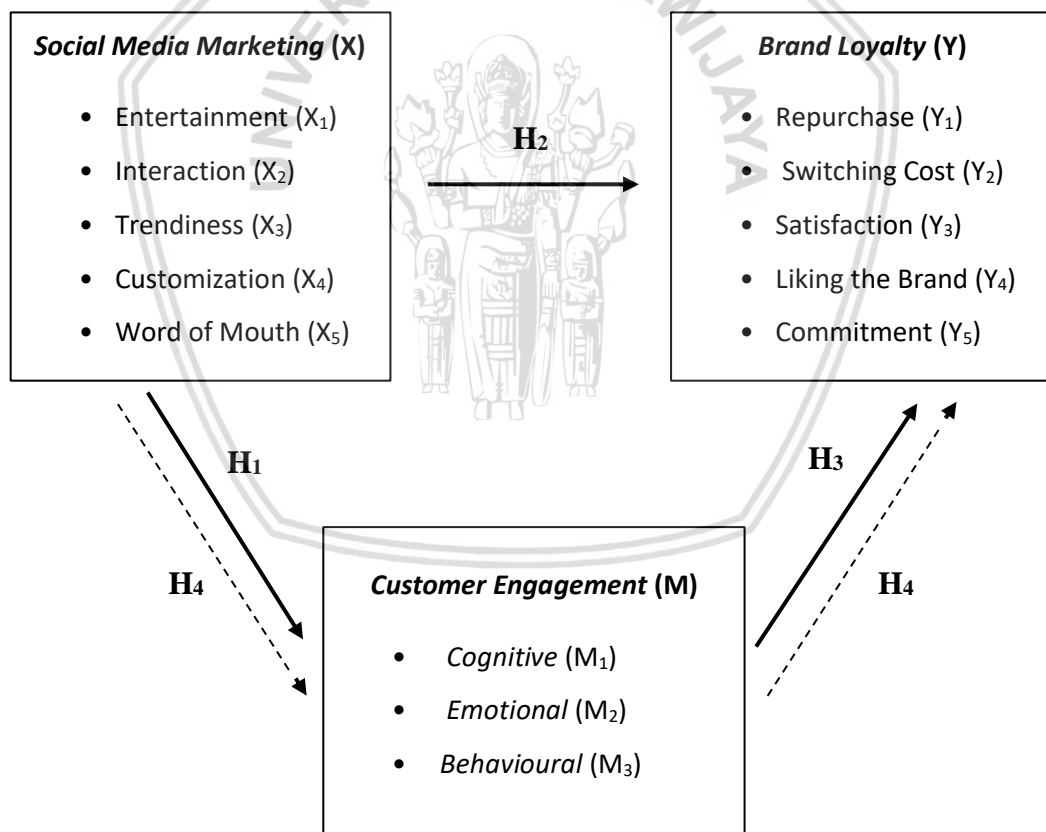 UNIVER
WIJAYA
Social Media Marketing (X)
• Entertainment (X₁)
• Interaction (X₂)
• Trendiness (X₃)
• Customization (X₄)
• Word of Mouth (X₅)
H₂
Brand Loyalty (Y)
• Repurchase (Y₁)
• Switching Cost (Y₂)
• Satisfaction (Y₃)
• Liking the Brand (Y₄)
• Commitment (Y₅)
H₁
H₄
H₃
H₄
Customer Engagement (M)
• Cognitive (M₁)
• Emotional (M₂)
• Behavioural (M₃)